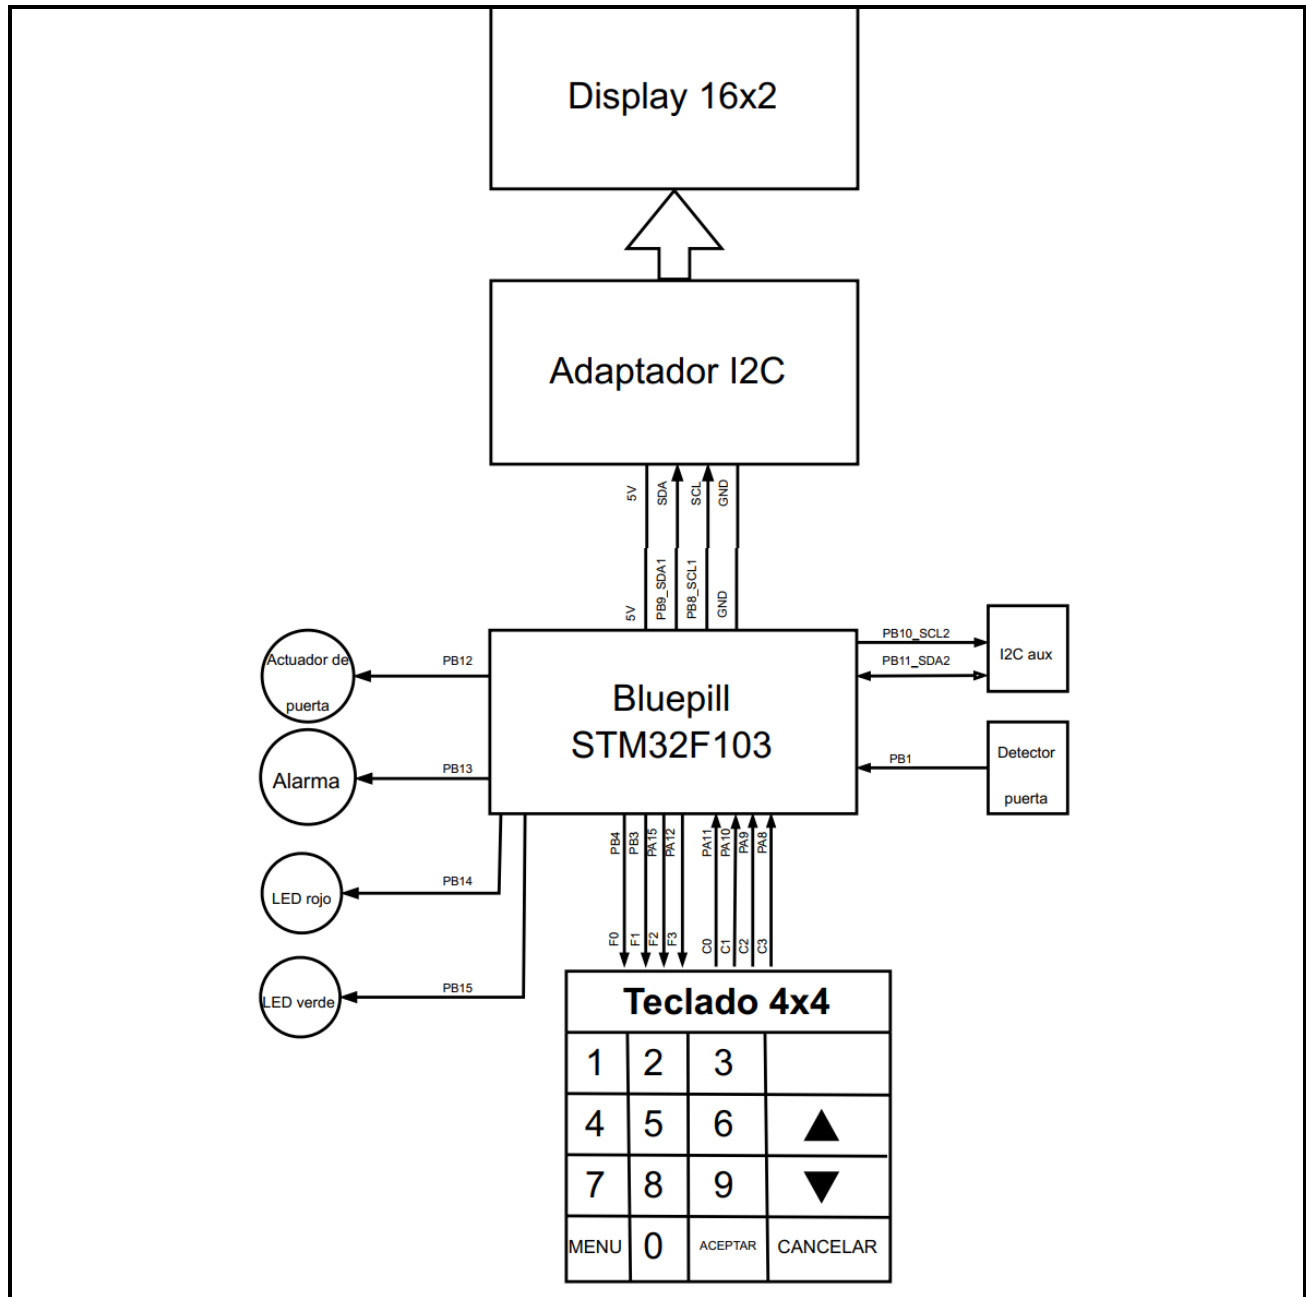 Display 16x2
Adaptador I2C
5V
SDA
SCL
GND
5V
PB9_SDA1
PB8_SCL1
GND
Actuador de
puerta
PB12
Alarma
PB13
LED rojo
PB14
LED verde
PB15
Bluepill
STM32F103
PB10_SCL2
PB11_SDA2
I2C aux
PB1
Detector
puerta
PB4
PB3
PA15
PA12
PA11
PA10
PA9
PA8
F0
F1
F2
F3
C0
C1
C2
C3
Teclado 4x4
1 2 3
4 5 6 ▲
7 8 9 ▼
MENU 0 ACEPTAR CANCELAR